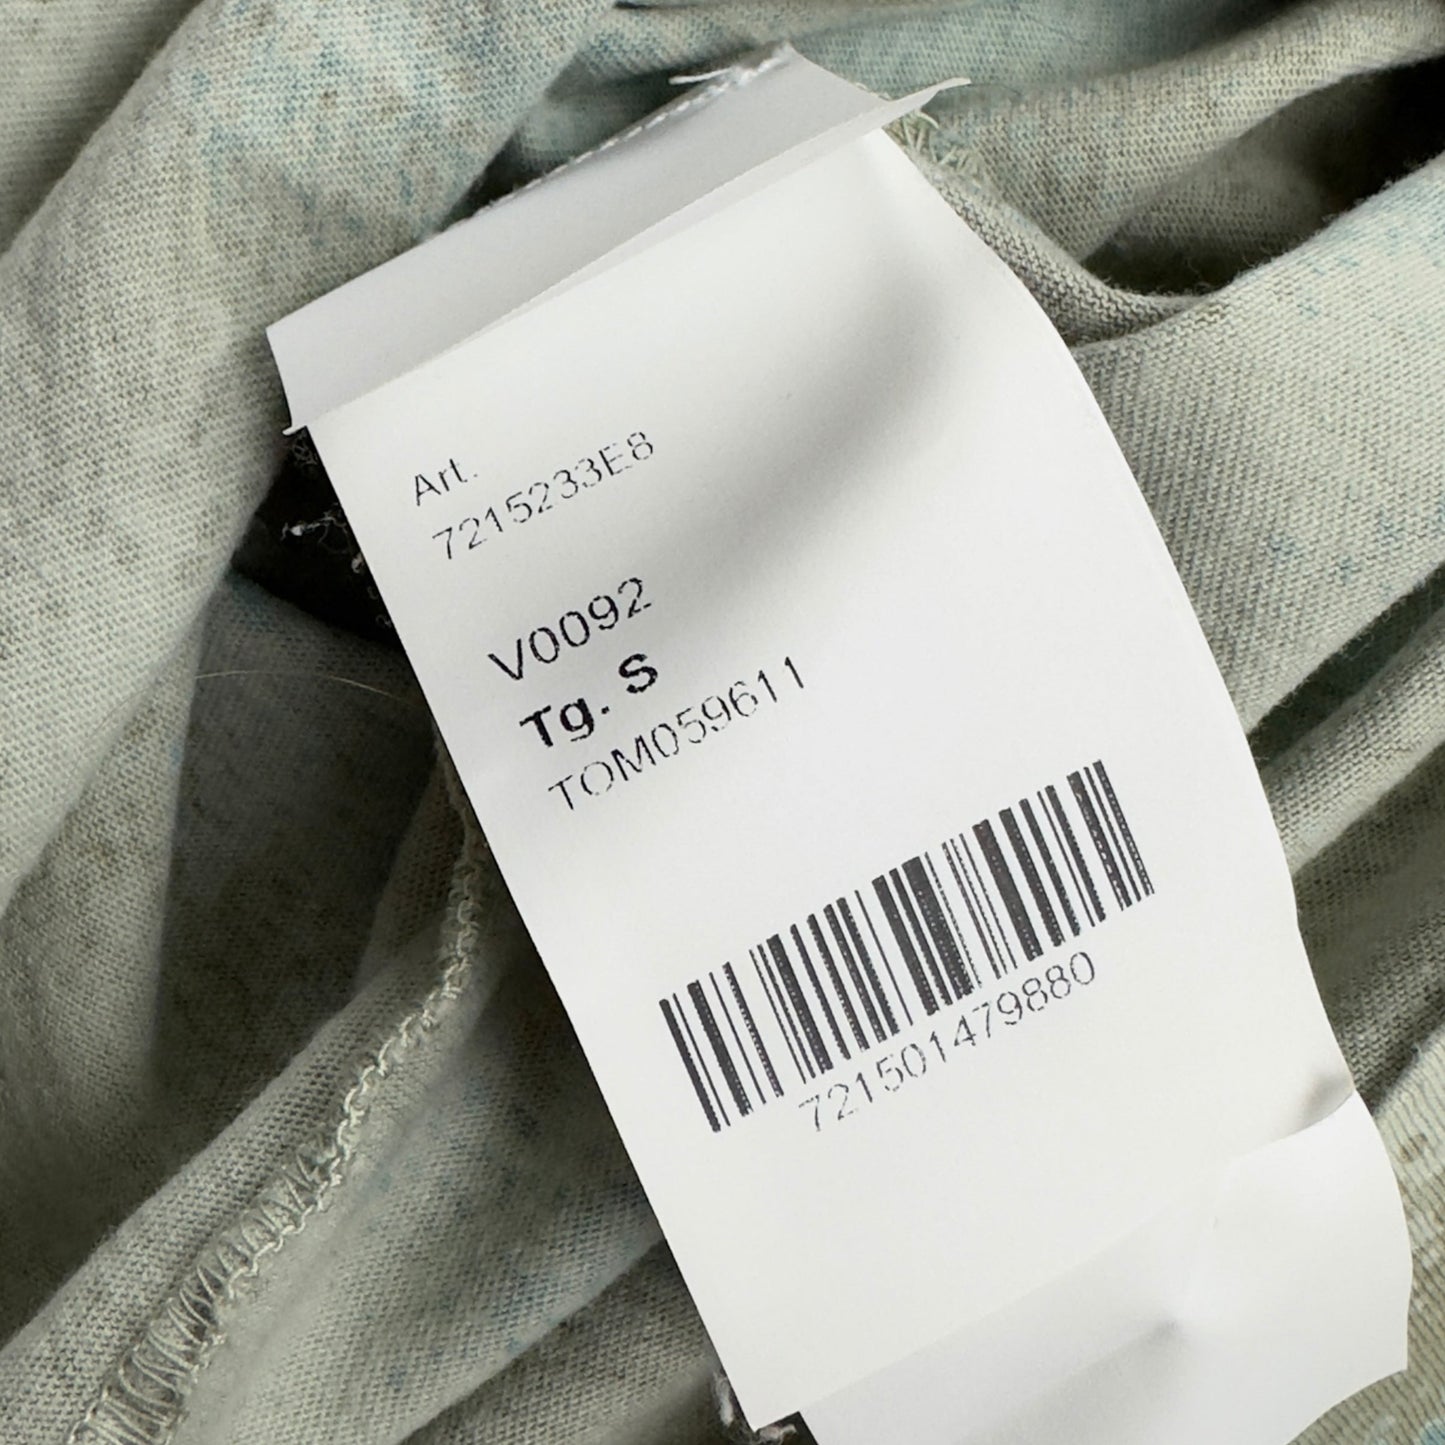 Art.
7215233E8
V0092
Tg. S
TOM059611
721501479880